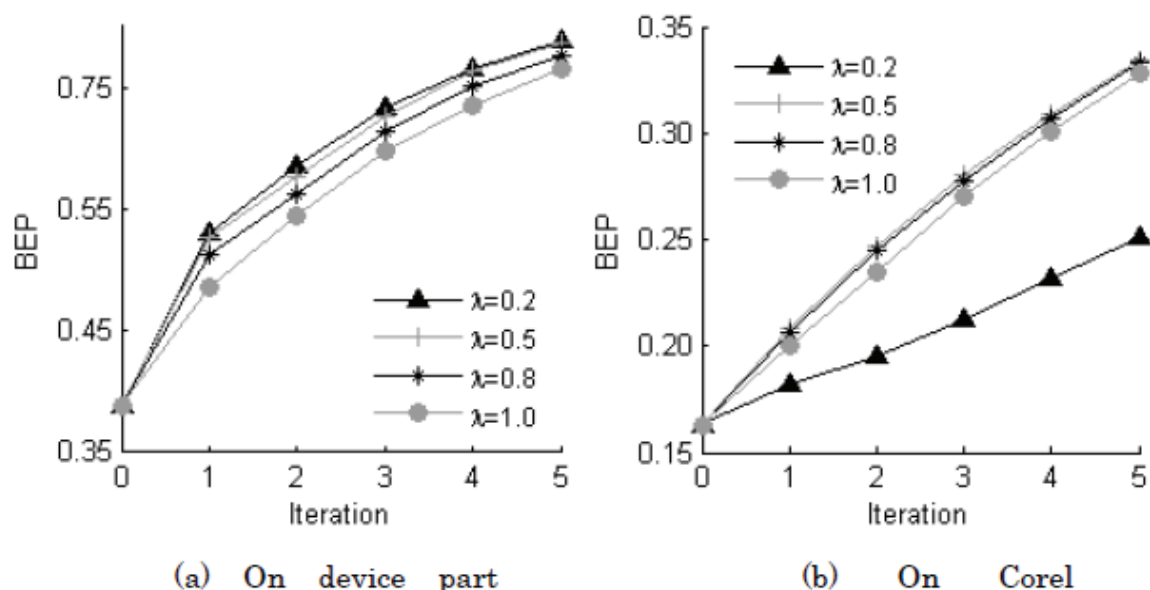 0.75
0.55
0.45
0.35
BEP
0 1 2 3 4 5
Iteration
λ=0.2
λ=0.5
λ=0.8
λ=1.0
(a) On device part
0.35
0.30
0.25
0.20
0.15
BEP
0 1 2 3 4 5
Iteration
λ=0.2
λ=0.5
λ=0.8
λ=1.0
(b) On Corel